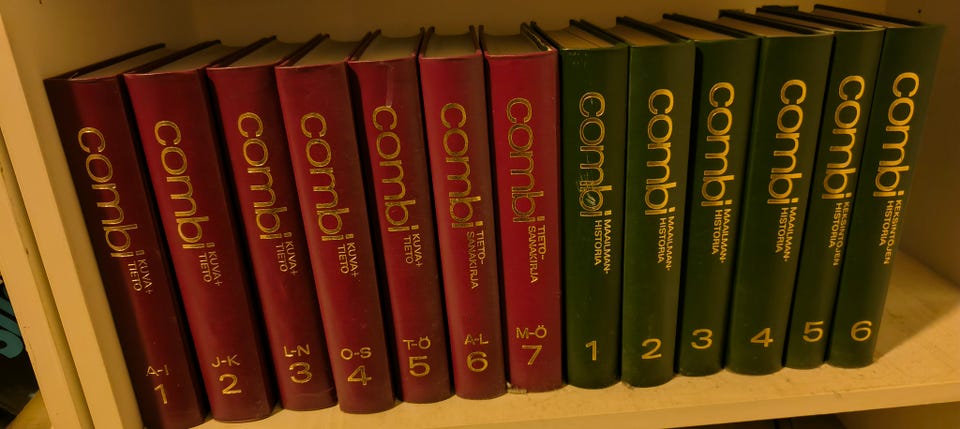 combi
KUVA+
TIETO
A-I
1
combi
KUVA+
TIETO
J-K
2
combi
KUVA+
TIETO
L-N
3
combi
KUVA+
TIETO
O-S
4
combi
KUVA+
TIETO
T-Ö
5
combi
TIETO-
SANAKIRJA
A-L
6
combi
TIETO-
SANAKIRJA
M-Ö
7
combi
MAAILMAN-
HISTORIA
1
combi
MAAILMAN-
HISTORIA
2
combi
MAAILMAN-
HISTORIA
3
combi
MAAILMAN-
HISTORIA
4
combi
KEKSINTOJEN
HISTORIA
5
combi
KEKSINTOJEN
HISTORIA
6